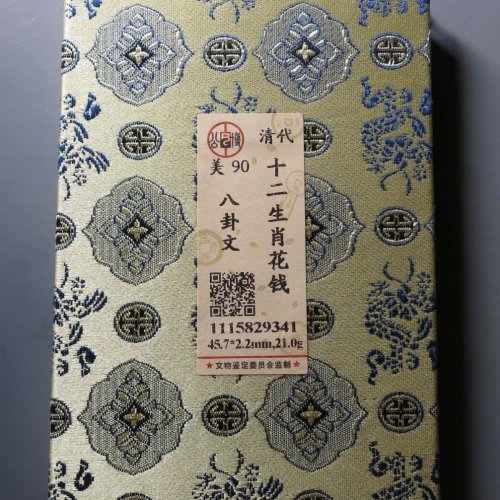 清代
十二生肖花钱
美 90
八卦文
1115829341
45.7*2.2mm,21.0g
★文物鉴定委员会监制★